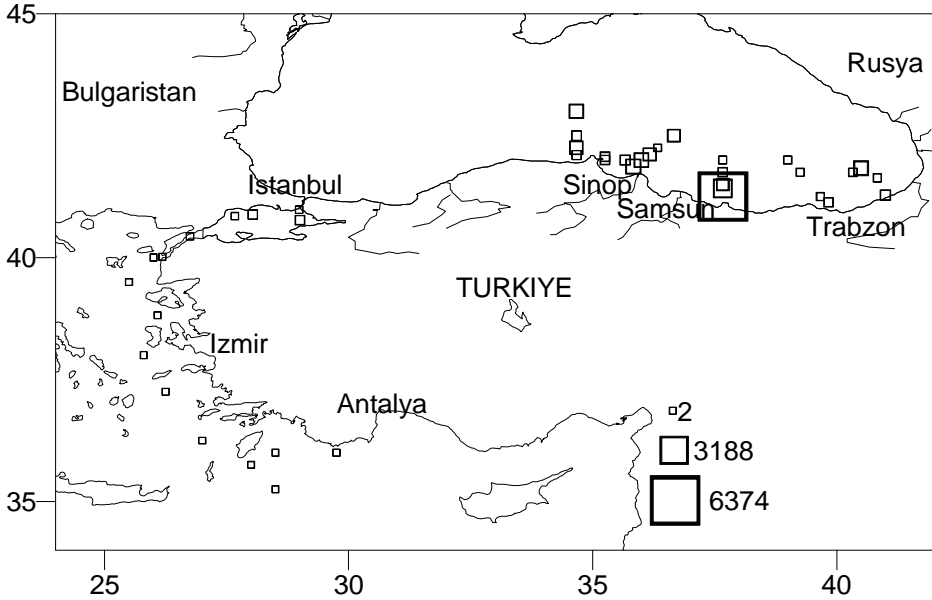 45
Rusya
Bulgaristan
Istanbul
Sinop
Samsun
Trabzon
40
TURKIYE
Izmir
Antalya
2
3188
35
6374
25
30
35
40